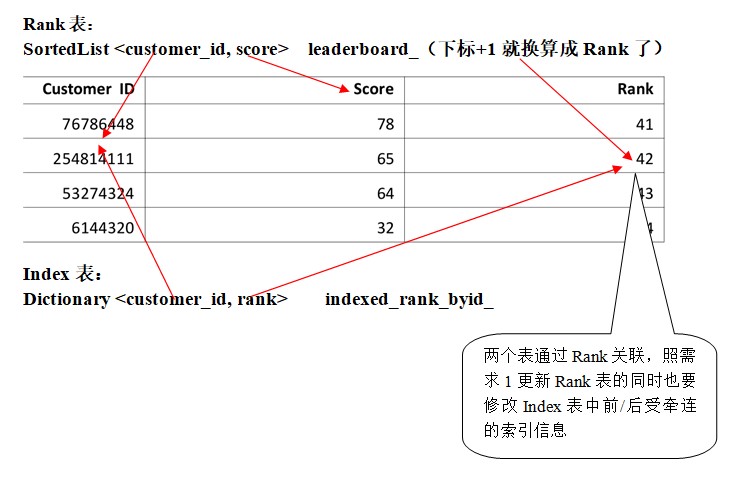 Rank 表：
SortedList <customer_id, score> leaderboard_（下标+1 就换算成 Rank 了）
Customer ID Score Rank
76786448 78 41
254814111 65 42
53274324 64 43
6144320 32
Index 表：
Dictionary <customer_id, rank> indexed_rank_byid_
两个表通过 Rank 关联，照需
求 1 更新 Rank 表的同时也要
修改 Index 表中前/后受牵连
的索引信息